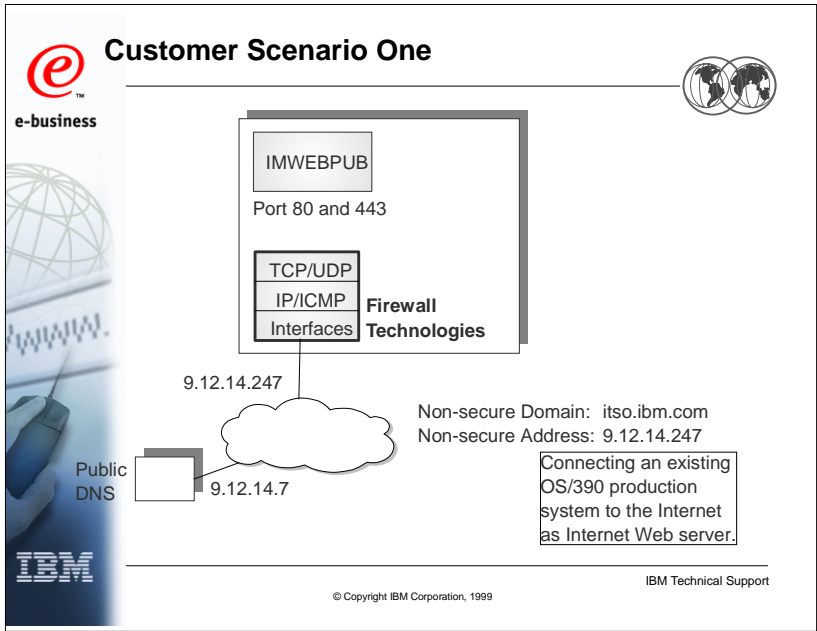 Customer Scenario One
e
TM
e-business
IMWEBPUB
Port 80 and 443
TCP/UDP
IP/ICMP
Interfaces
Firewall
Technologies
9.12.14.247
Non-secure Domain: itso.ibm.com
Non-secure Address: 9.12.14.247
Public
DNS
9.12.14.7
Connecting an existing
OS/390 production
system to the Internet
as Internet Web server.
IBM
IBM Technical Support
© Copyright IBM Corporation, 1999